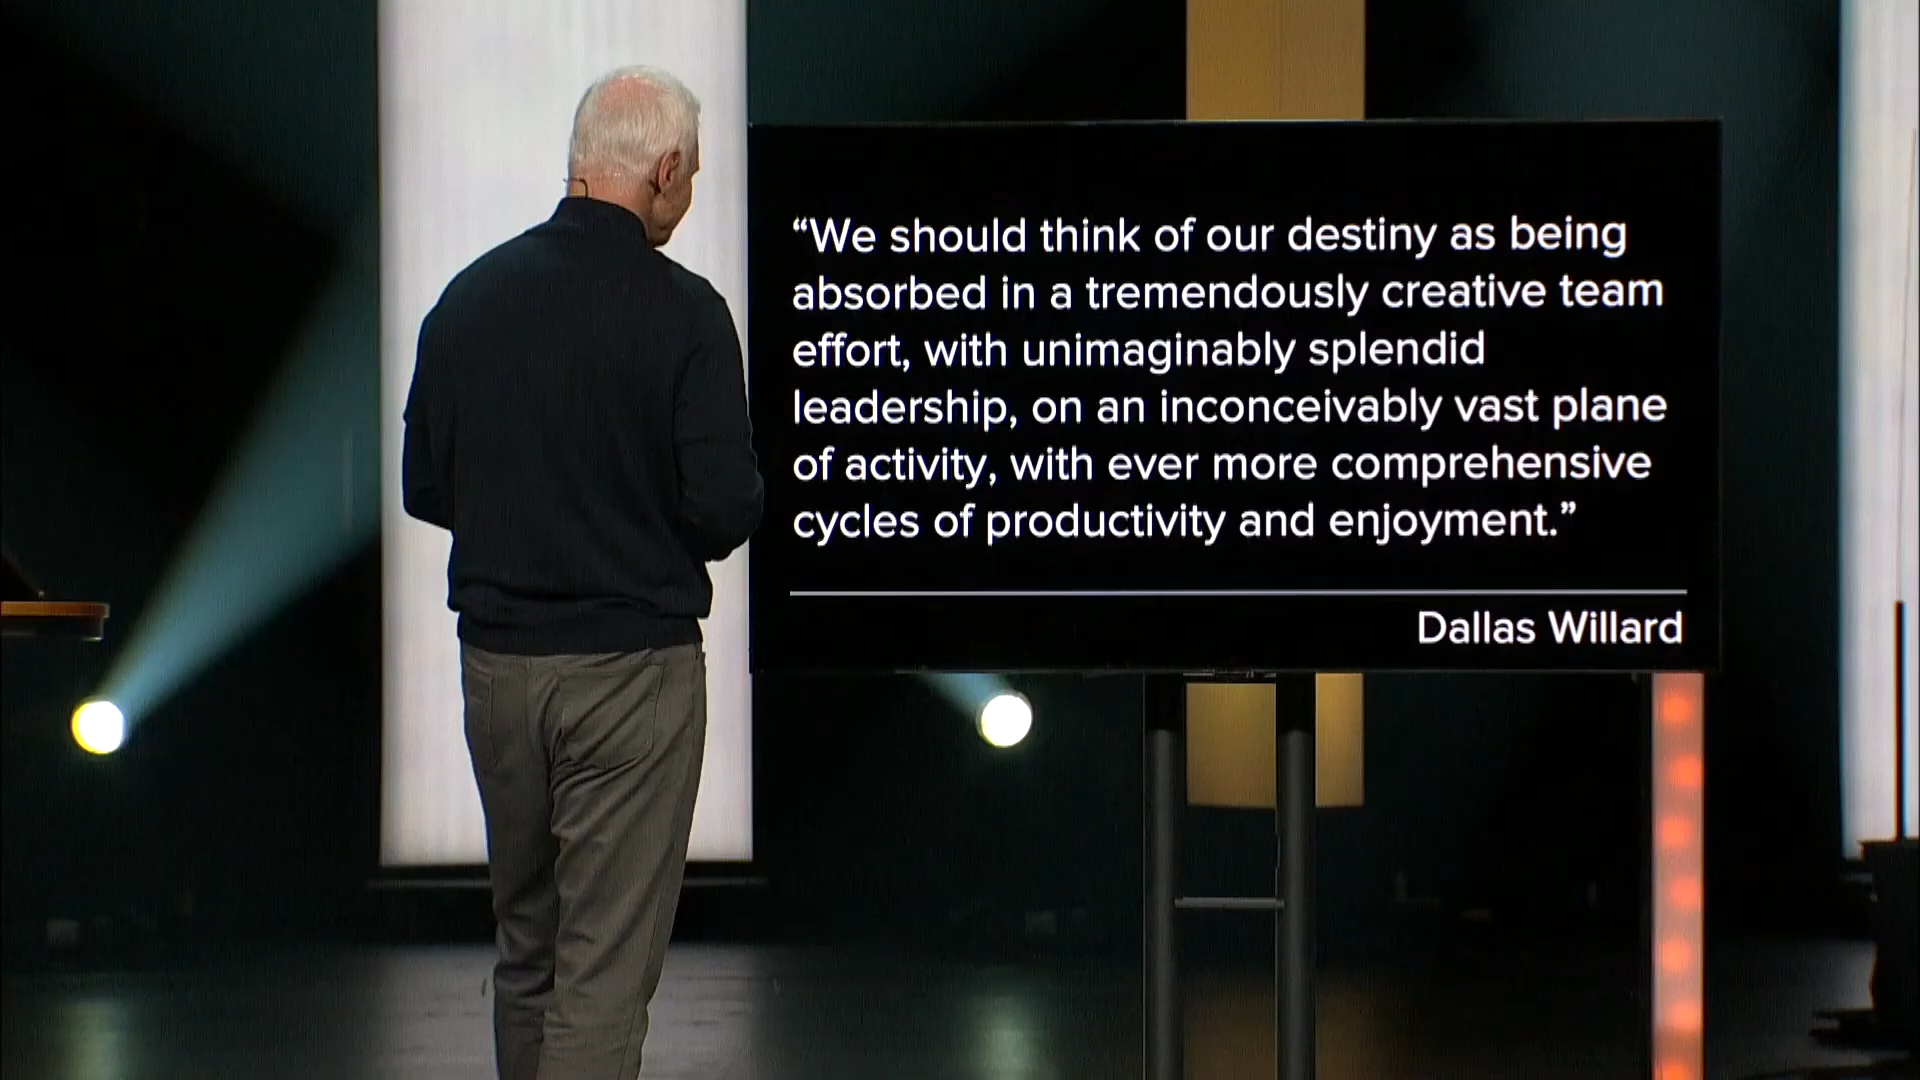 “We should think of our destiny as being
absorbed in a tremendously creative team
effort, with unimaginably splendid
leadership, on an inconceivably vast plane
of activity, with ever more comprehensive
cycles of productivity and enjoyment.”
Dallas Willard